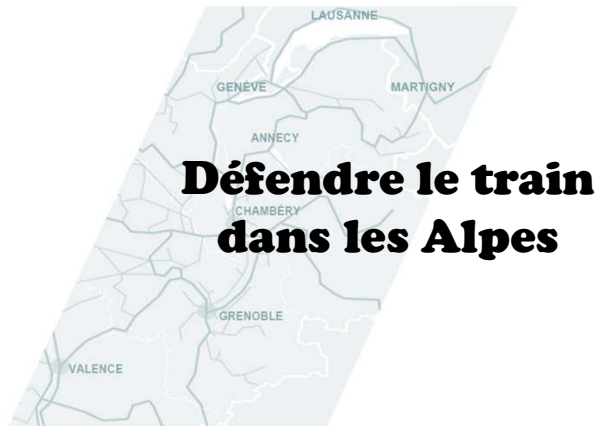 LAUSANNE
GENÈVE
MARTIGNY
ANNECY
Défendre le train
CHAMBÉRY
dans les Alpes
GRENOBLE
VALENCE